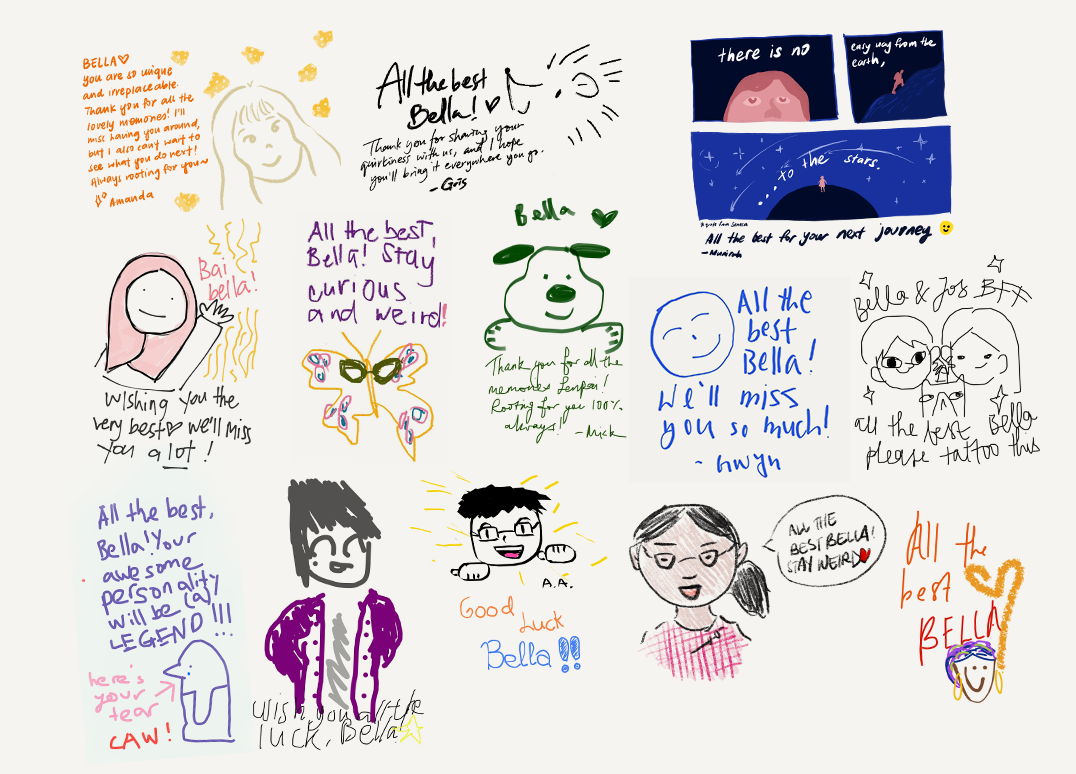 BELLA♡
you are so unique
and irreplaceable.
Thank you for all the
lovely memories! I'll
miss having you around,
but I also can't wait to
see what you do next!
Always rooting for you~
Amanda
All the best
Bella! ♡
Thank you for sharing your
quirkiness with us, and I hope
you'll bring it everywhere you go.
- Gris
there is no
easy way from the
earth,
...to the stars.
A quote from Seneca
All the best for your next journey
Bai
bella!
Wishing you the
very best♡ we'll miss
you a lot!
All the best,
Bella! Stay
curious
and weird!
Bella
Thank you for all the
memories
Rooting for you 100%
always! - Mick
All the
best
Bella!
We'll miss
you so much!
- Gwyn
Bella & Jos BFF
all the best Bella
please tattoo this
All the best,
Bella! Your
awesome
personality
will be (a)
LEGEND!!!
here's
your
tear
CAW!
Wish you all the
luck, Bella!
A.A.
Good
Luck
Bella!!
ALL THE
BEST BELLA!
STAY WEIRD
All the
best
BELLA